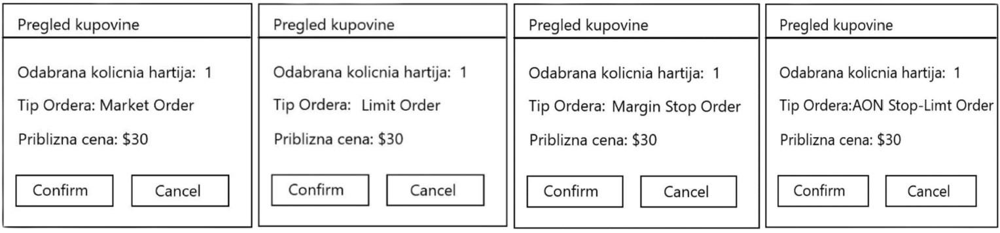 Pregled kupovine
Odabrana kolicnia hartija: 1
Tip Ordera: Market Order
Priblizna cena: $30
Confirm
Cancel
Pregled kupovine
Odabrana kolicnia hartija: 1
Tip Ordera: Limit Order
Priblizna cena: $30
Confirm
Cancel
Pregled kupovine
Odabrana kolicnia hartija: 1
Tip Ordera: Margin Stop Order
Priblizna cena: $30
Confirm
Cancel
Pregled kupovine
Odabrana kolicnia hartija: 1
Tip Ordera:AON Stop-Limt Order
Priblizna cena: $30
Confirm
Cancel